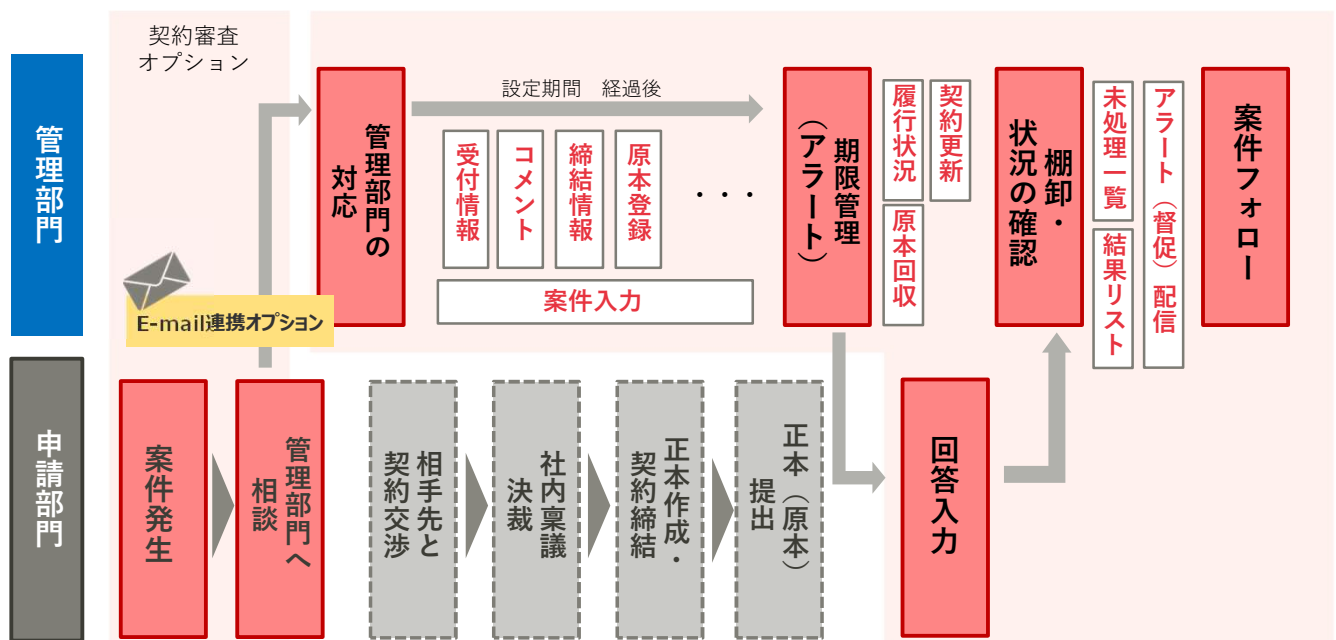 契約審査
オプション
管理部門
管理部門の
対応
設定期間　経過後
受付情報
コメント
締結情報
原本登録
・・・
案件入力
期限管理
（アラート）
履行状況
契約更新
原本回収
棚卸・
状況の確認
未処理一覧
結果リスト
アラート（督促）配信
案件フォロー
E-mail連携オプション
申請部門
案件発生
管理部門へ
相談
相手先と
契約交渉
社内稟議
決裁
正本作成・
契約締結
正本（原本）
提出
回答入力